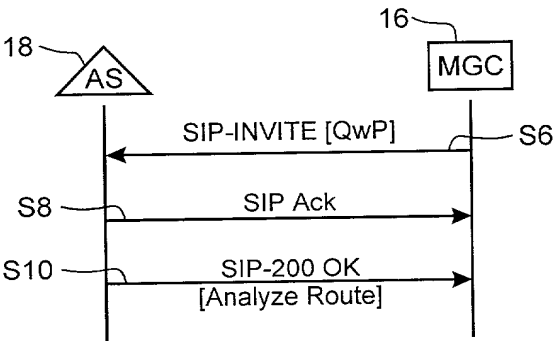 18
AS
16
MGC
SIP-INVITE [QwP]
S6
S8
SIP Ack
S10
SIP-200 OK
[Analyze Route]